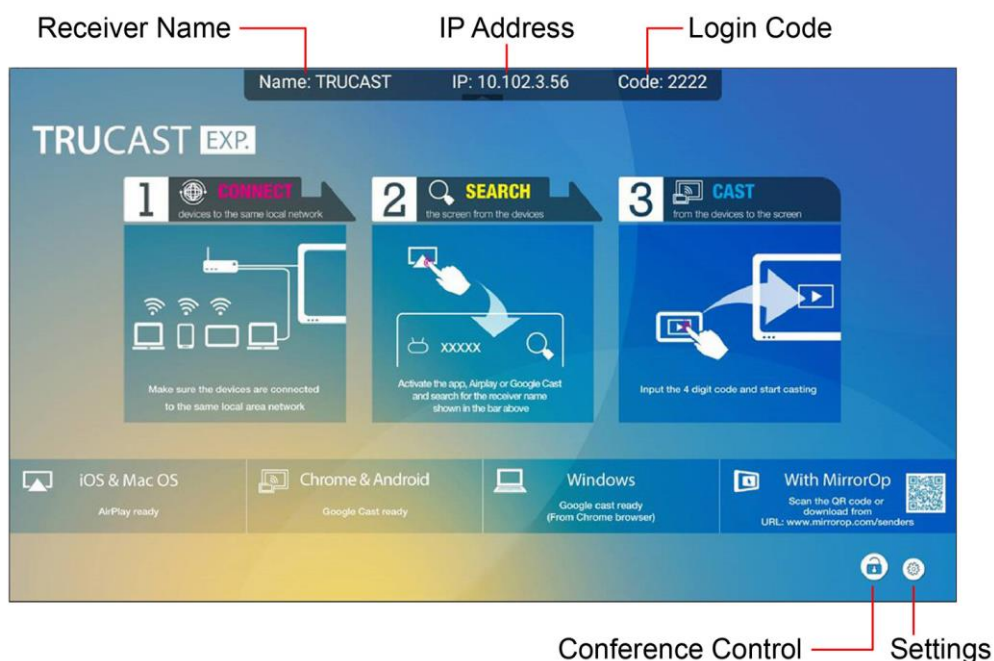 Receiver Name
IP Address
Login Code
Name: TRUCAST
IP: 10.102.3.56
Code: 2222
TRUCAST EXP.
1 CONNECT
devices to the same local network
Make sure the devices are connected
to the same local area network
2 SEARCH
the screen from the devices
xxxxx
Activate the app, Airplay or Google Cast
and search for the receiver name
shown in the bar above
3 CAST
from the devices to the screen
Input the 4 digit code and start casting
iOS & Mac OS
AirPlay ready
Chrome & Android
Google Cast ready
Windows
Google cast ready
(From Chrome browser)
With MirrorOp
Scan the QR code or
download from
URL: www.mirrorop.com/senders
Conference Control
Settings